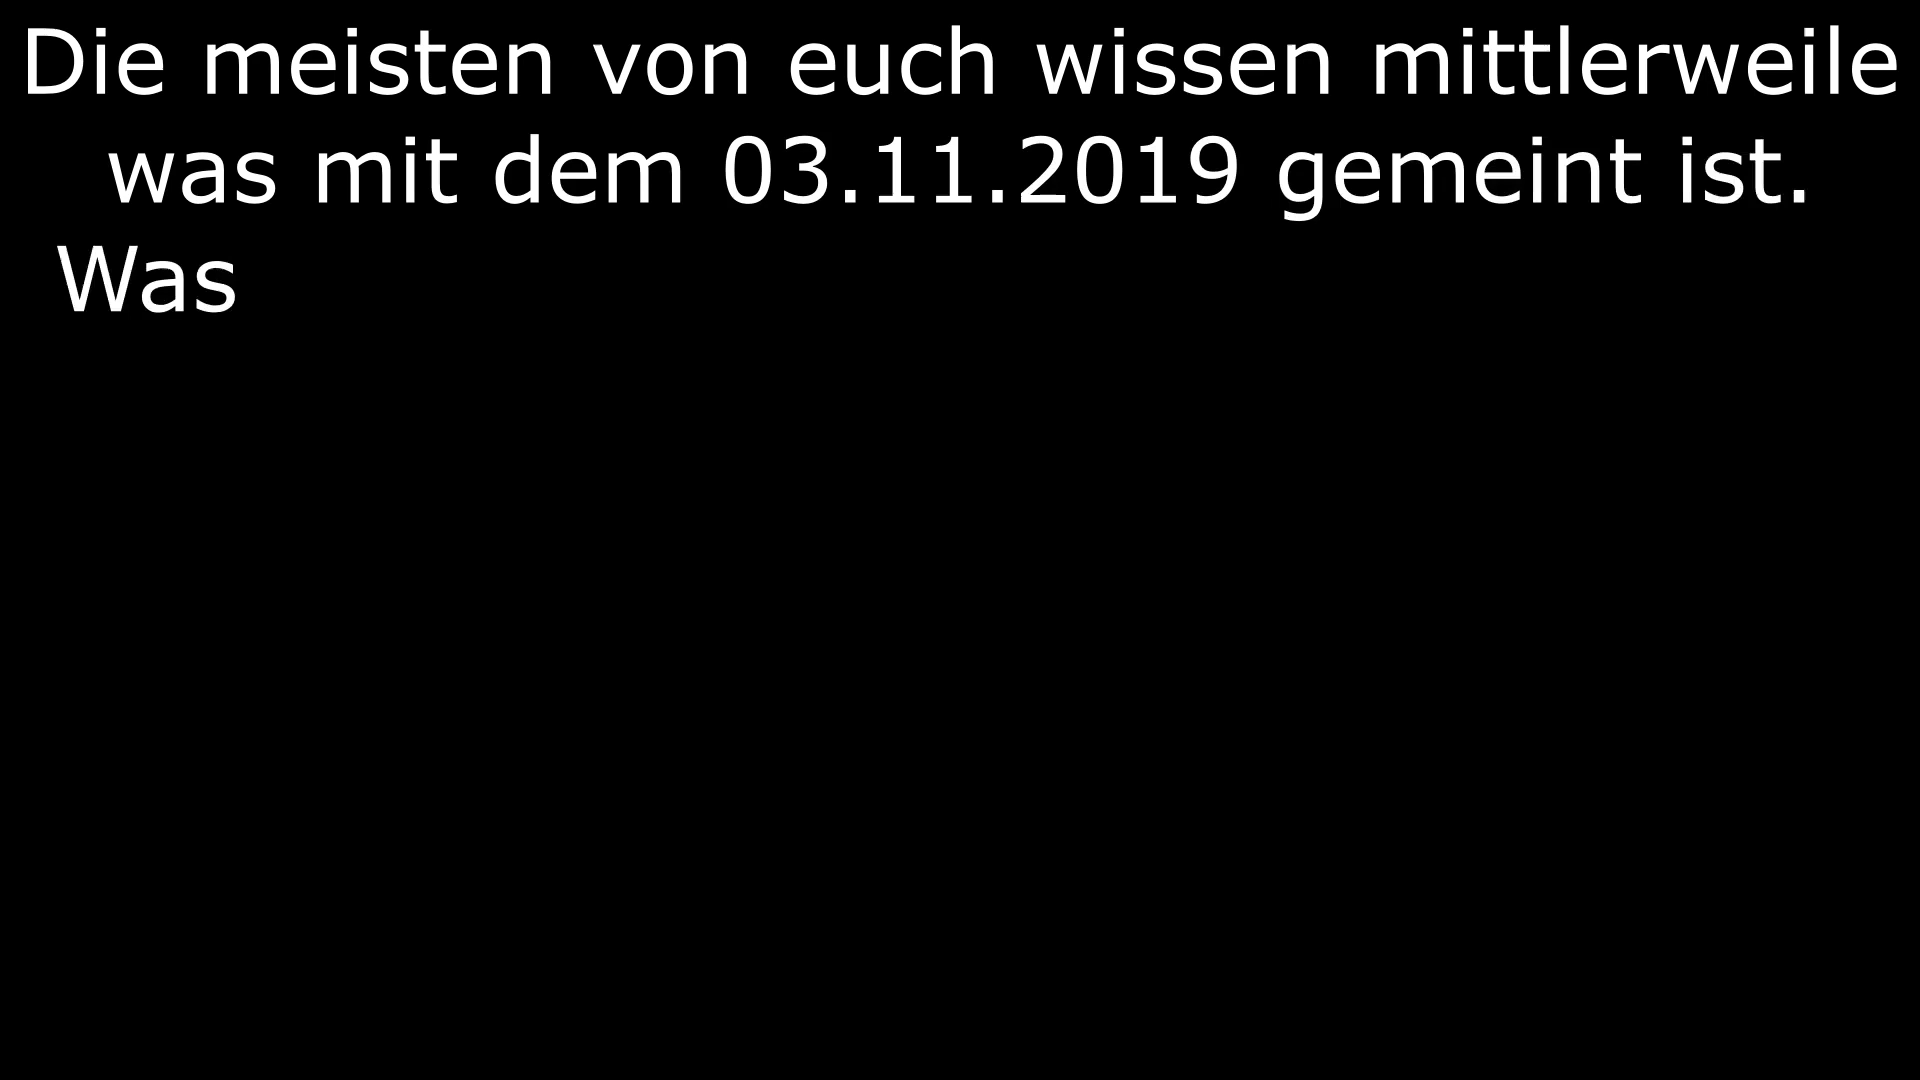 Die meisten von euch wissen mittlerweile
was mit dem 03.11.2019 gemeint ist.
Was